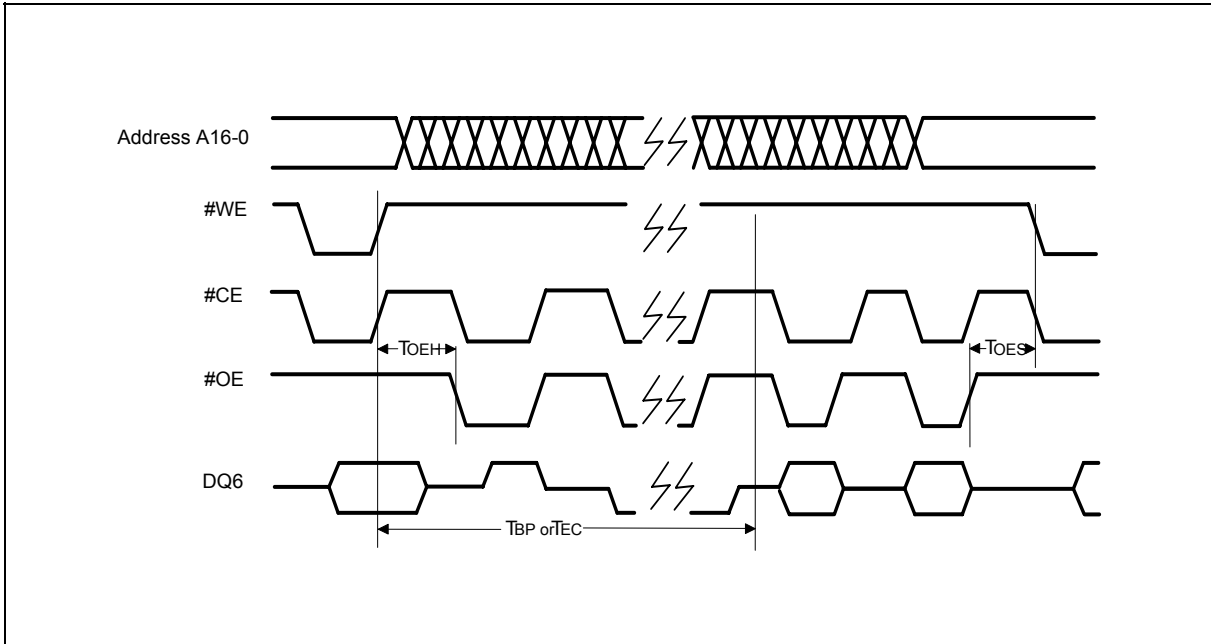 Address A16-0
#WE
#CE
TOEH
TOES
#OE
DQ6
TBP orTEC